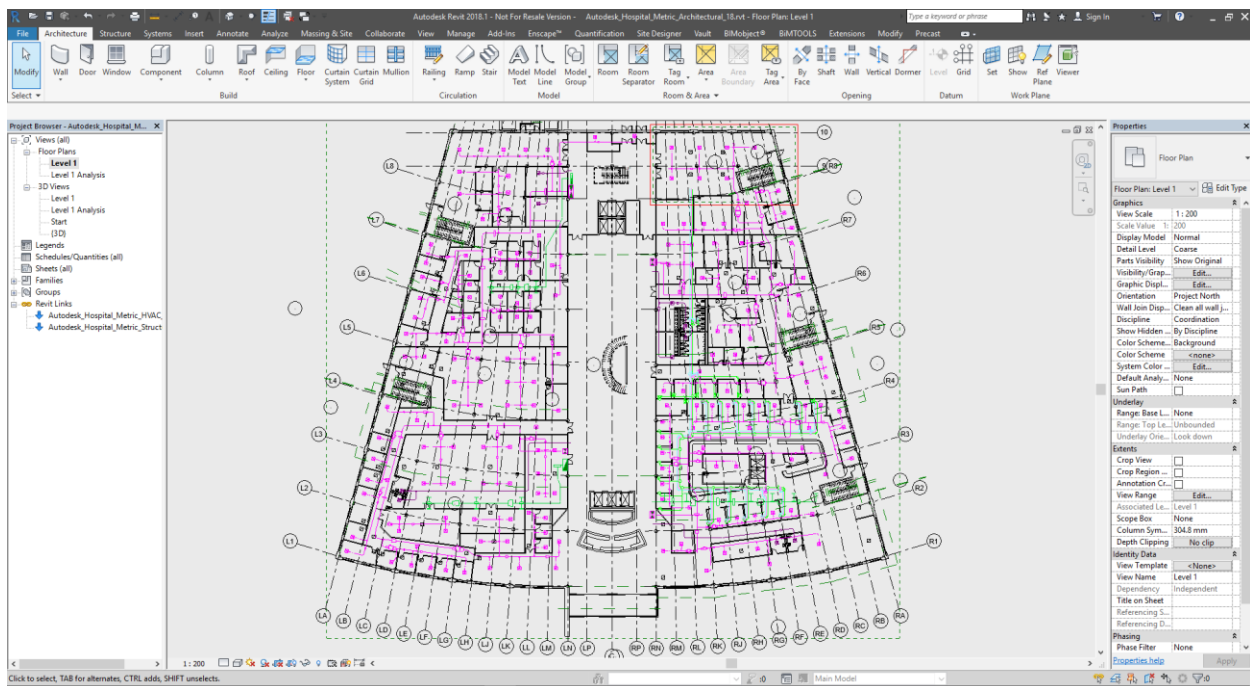 Autodesk Revit 2018.1 - Not For Resale Version - Autodesk_Hospital_Metric_Architectural_18.rvt - Floor Plan: Level 1
Type a keyword or phrase
Sign In
File Architecture Structure Systems Insert Annotate Analyze Massing & Site Collaborate View Manage Add-Ins Enscape™ Quantification Site Designer Vault BIMobject® BiMTOOLS Extensions Modify Precast
Modify Wall Door Window Component Column Roof Ceiling Floor Curtain System Curtain Grid Mullion Railing Ramp Stair Model Text Model Line Model Group Room Room Separator Tag Room Area Area Boundary Tag Area By Face Shaft Wall Vertical Dormer Level Grid Set Show Ref Plane Viewer
Select Build Circulation Model Room & Area Opening Datum Work Plane
Project Browser - Autodesk_Hospital_M...
Views (all)
Floor Plans
Level 1
Level 1 Analysis
3D Views
Level 1
Level 1 Analysis
Start
{3D}
Legends
Schedules/Quantities (all)
Sheets (all)
Families
Groups
Revit Links
Autodesk_Hospital_Metric_HVAC_
Autodesk_Hospital_Metric_Struct
10
L8 R8
L7 R7
L6 R6
L5 R5
L4 R4
L3 R3
L2 R2
L1 R1
LA LB LC LD LE LF LG LH LJ LK LL LM LN LP RP RN RM RL RK RJ RH RG RF RE RD RC RB RA
Properties
Floor Plan
Floor Plan: Level 1 Edit Type
Graphics
View Scale 1 : 200
Scale Value 1: 200
Display Model Normal
Detail Level Coarse
Parts Visibility Show Original
Visibility/Grap... Edit...
Graphic Displ... Edit...
Orientation Project North
Wall Join Disp... Clean all wall j...
Discipline Coordination
Show Hidden ... By Discipline
Color Scheme... Background
Color Scheme <none>
System Color ... Edit...
Default Analy... None
Sun Path
Underlay
Range: Base L... None
Range: Top Le... Unbounded
Underlay Orie... Look down
Extents
Crop View
Crop Region ...
Annotation Cr...
View Range Edit...
Associated Le... Level 1
Scope Box None
Column Sym... 304.8 mm
Depth Clipping No clip
Identity Data
View Template <None>
View Name Level 1
Dependency Independent
Title on Sheet
Referencing S...
Referencing D...
Phasing
Phase Filter None
Properties help Apply
1 : 200
Click to select, TAB for alternates, CTRL adds, SHIFT unselects.
:0
Main Model
:0